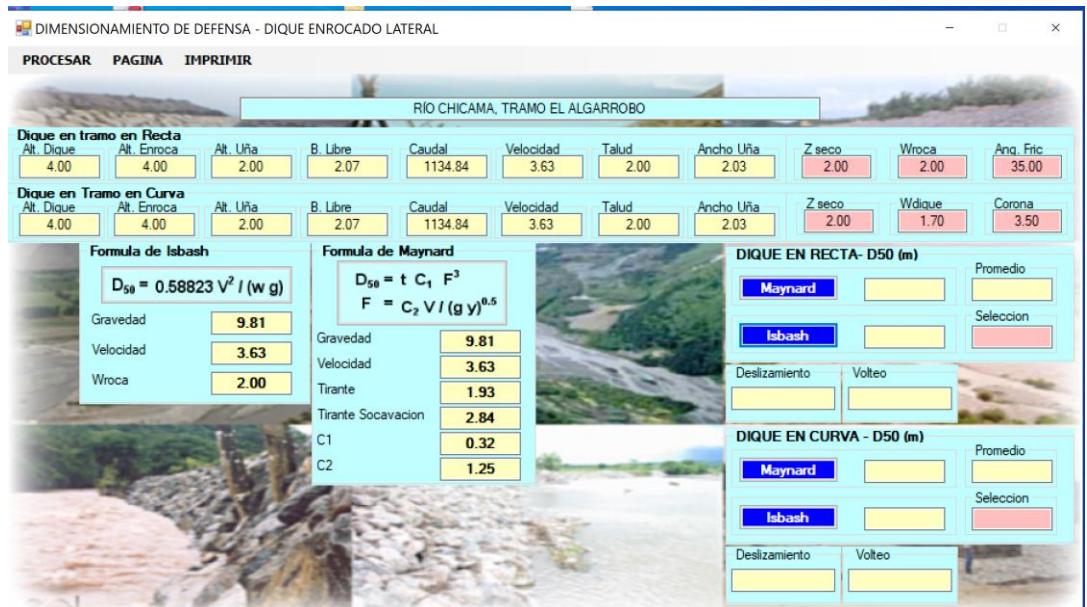 DIMENSIONAMIENTO DE DEFENSA - DIQUE ENROCADO LATERAL
PROCESAR PAGINA IMPRIMIR
RÍO CHICAMA, TRAMO EL ALGARROBO
Dique en tramo en Recta
Alt. Dique Alt. Enroca Alt. Uña B. Libre Caudal Velocidad Talud Ancho Uña Z seco Wroca Ang. Fric
4.00 4.00 2.00 2.07 1134.84 3.63 2.00 2.03 2.00 2.00 35.00
Dique en Tramo en Curva
Alt. Dique Alt. Enroca Alt. Uña B. Libre Caudal Velocidad Talud Ancho Uña Z seco Wdique Corona
4.00 4.00 2.00 2.07 1134.84 3.63 2.00 2.03 2.00 1.70 3.50
Formula de Isbash
D50 = 0.58823 V² / (w g)
Gravedad 9.81
Velocidad 3.63
Wroca 2.00
Formula de Maynard
D50 = t C1 F³
F = C2 V / (g y)^0.5
Gravedad 9.81
Velocidad 3.63
Tirante 1.93
Tirante Socavacion 2.84
C1 0.32
C2 1.25
DIQUE EN RECTA- D50 (m)
Promedio
Maynard
Seleccion
Isbash
Deslizamiento Volteo
DIQUE EN CURVA - D50 (m)
Promedio
Maynard
Seleccion
Isbash
Deslizamiento Volteo